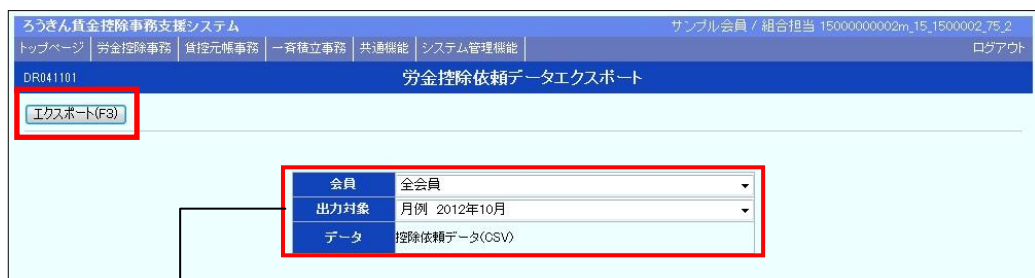 ろうきん賃金控除事務支援システム サンプル会員 / 組合担当 15000000002m_15_1500002_75_2
トップページ 労金控除事務 賃控元帳事務 一斉積立事務 共通機能 システム管理機能 ログアウト
DR041101 労金控除依頼データエクスポート
エクスポート(F3)
会員 全会員
出力対象 月例 2012年10月
データ 控除依頼データ(CSV)